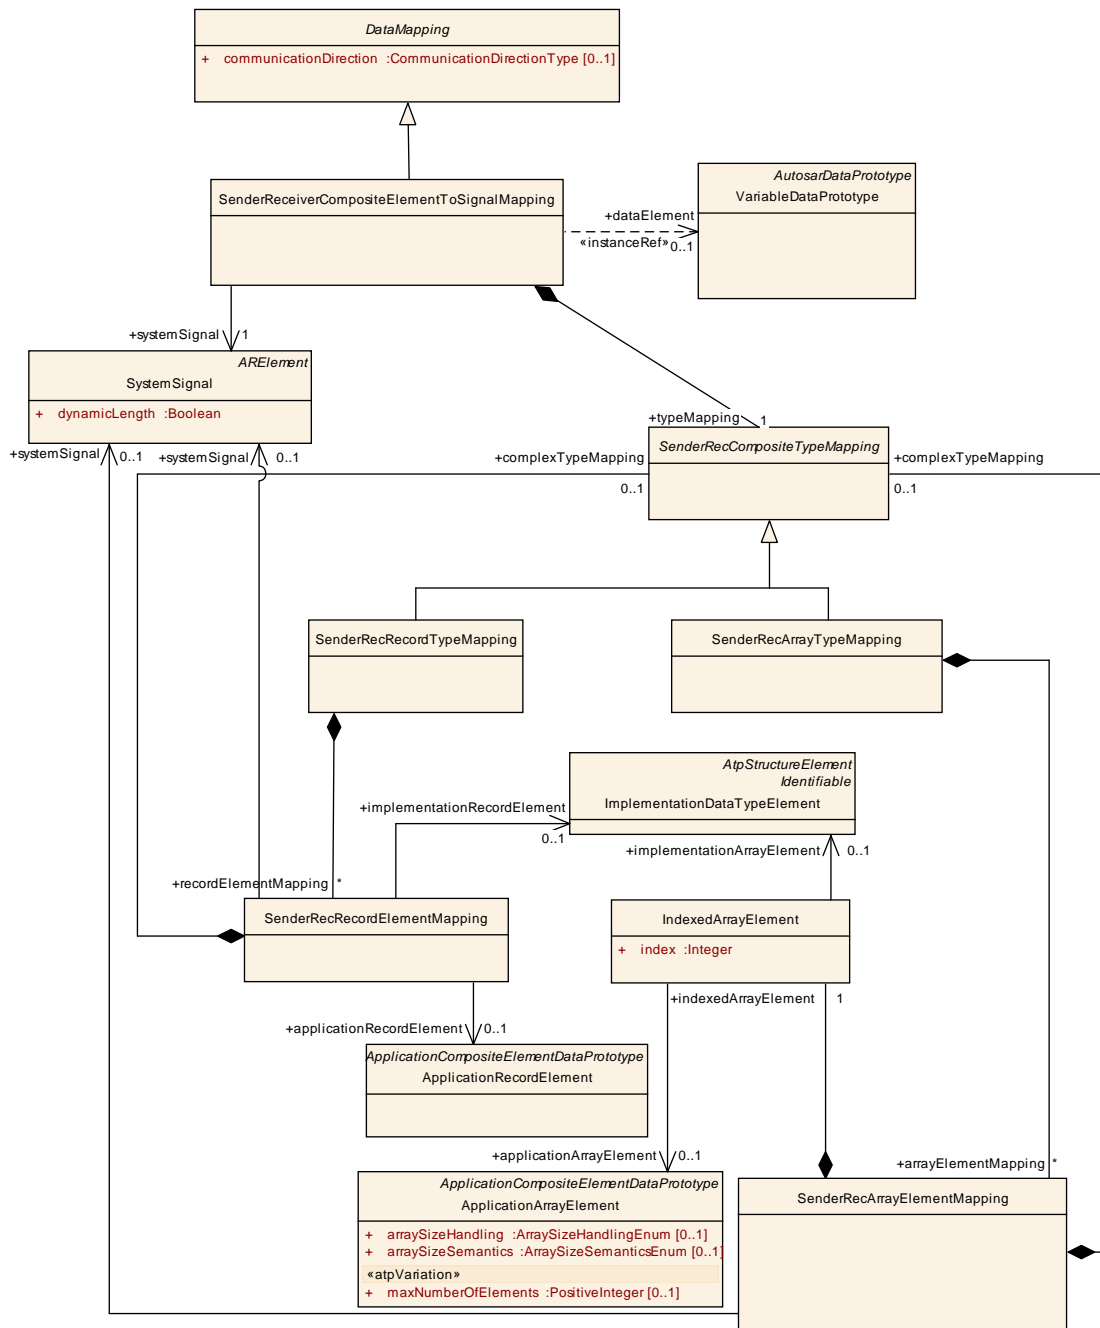 DataMapping
+ communicationDirection :CommunicationDirectionType [0..1]
AutosarDataPrototype
VariableDataPrototype
SenderReceiverCompositeElementToSignalMapping
+dataElement
«instanceRef» 0..1
+systemSignal 1
ARElement
SystemSignal
+ dynamicLength :Boolean
+typeMapping 1
SenderRecCompositeTypeMapping
+systemSignal 0..1 +systemSignal 0..1
+complexTypeMapping
0..1
+complexTypeMapping
0..1
SenderRecRecordTypeMapping
SenderRecArrayTypeMapping
AtpStructureElement
Identifiable
ImplementationDataTypeElement
+implementationRecordElement
0..1
+implementationArrayElement 0..1
+recordElementMapping *
SenderRecRecordElementMapping
IndexedArrayElement
+ index :Integer
+indexedArrayElement 1
+applicationRecordElement 0..1
ApplicationCompositeElementDataPrototype
ApplicationRecordElement
+applicationArrayElement 0..1
+arrayElementMapping *
ApplicationCompositeElementDataPrototype
ApplicationArrayElement
+ arraySizeHandling :ArraySizeHandlingEnum [0..1]
+ arraySizeSemantics :ArraySizeSemanticsEnum [0..1]
«atpVariation»
+ maxNumberOfElements :PositiveInteger [0..1]
SenderRecArrayElementMapping